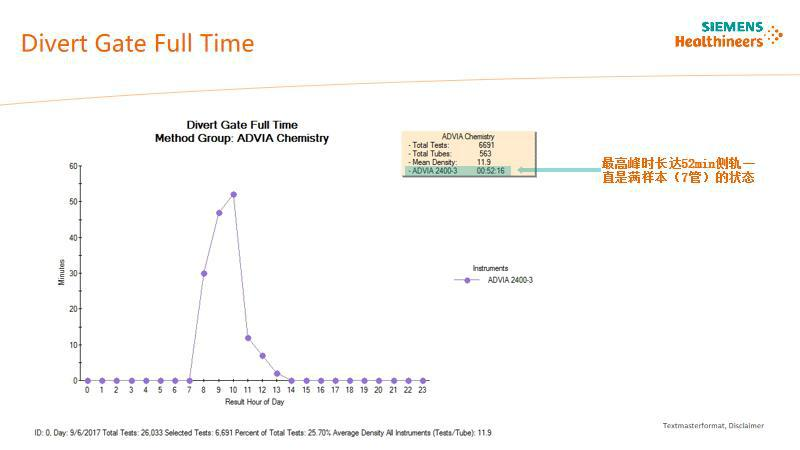 Divert Gate Full Time
SIEMENS
Healthineers
Divert Gate Full Time
Method Group: ADVIA Chemistry
ADVIA Chemistry
- Total Tests: 6691
- Total Tubes: 563
- Mean Density: 11.9
- ADVIA 2400-3 00:52:16
最高峰时长达52min侧轨一
直是满样本（7管）的状态
60
50
40
30
20
10
0
Minutes
Instruments
ADVIA 2400-3
0 1 2 3 4 5 6 7 8 9 10 11 12 13 14 15 16 17 18 19 20 21 22 23
Result Hour of Day
Textmasterformat, Disclaimer
ID: 0, Day: 9/6/2017 Total Tests: 26,033 Selected Tests: 6,691 Percent of Total Tests: 25.70% Average Density All Instruments (Tests/Tube): 11.9